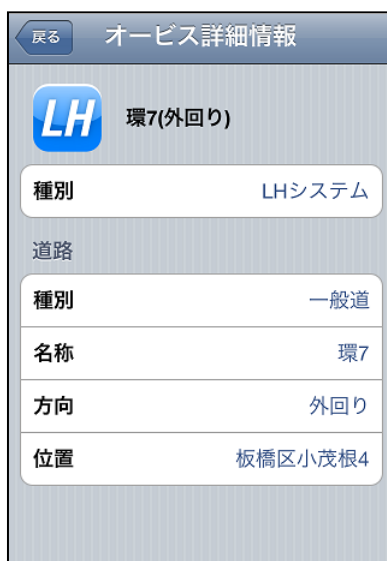 戻る オービス詳細情報
LH 環7(外回り)
種別 LHシステム
道路
種別 一般道
名称 環7
方向 外回り
位置 板橋区小茂根4